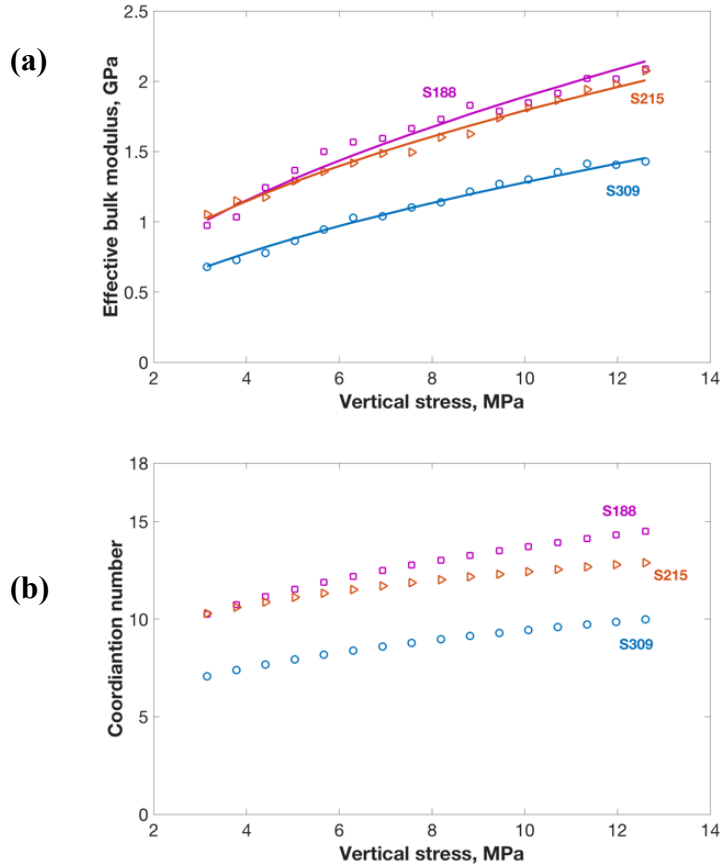 (a)
2.5
2
1.5
1
0.5
0
Effective bulk modulus, GPa
S188
S215
S309
2 4 6 8 10 12 14
Vertical stress, MPa
(b)
18
15
10
5
0
Coordiantion number
S188
S215
S309
2 4 6 8 10 12 14
Vertical stress, MPa